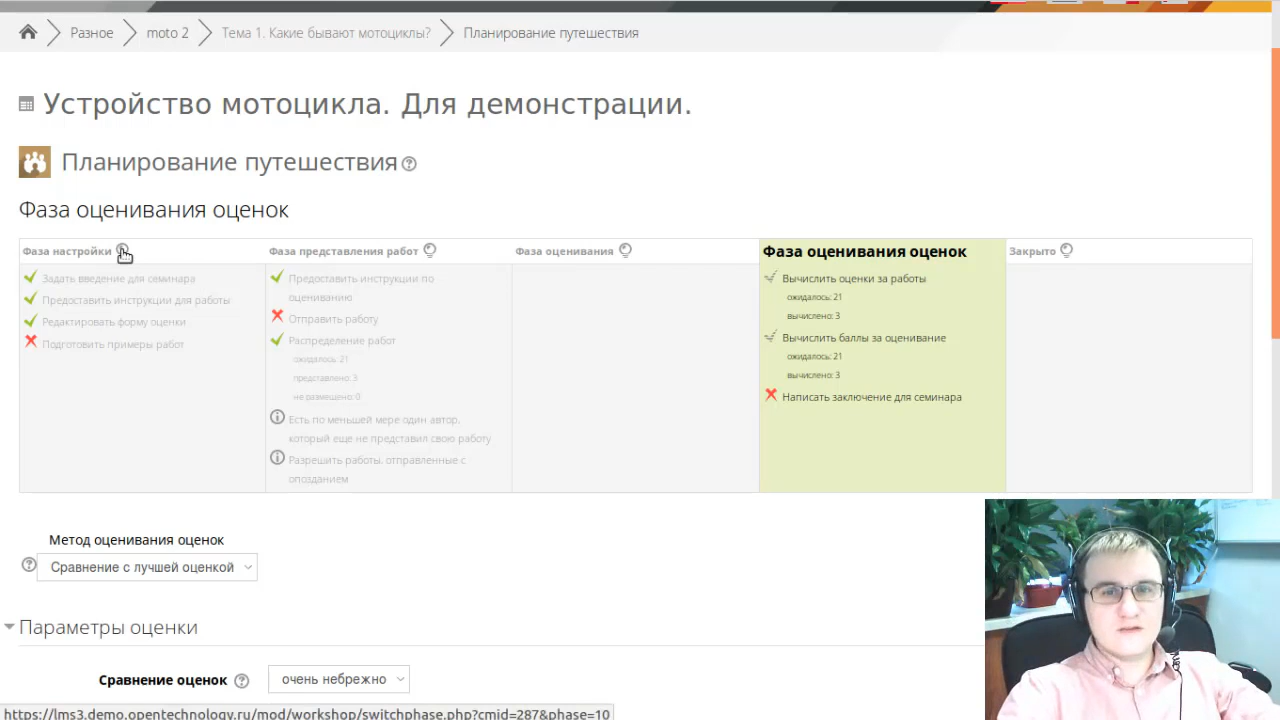 Разное
moto 2
Тема 1. Какие бывают мотоциклы?
Планирование путешествия
Устройство мотоцикла. Для демонстрации.
Планирование путешествия
Фаза оценивания оценок
Фаза настройки
Задать введение для семинара
Предоставить инструкции для работы
Редактировать форму оценки
Подготовить примеры работ
Фаза представления работ
Предоставить инструкции по
оцениванию
Отправить работу
Распределение работ
ожидалось: 21
представлено: 3
не размещено: 0
Есть по меньшей мере один автор,
который еще не представил свою работу
Разрешить работы, отправленные с
опозданием
Фаза оценивания
Фаза оценивания оценок
Вычислить оценки за работы
ожидалось: 21
вычислено: 3
Вычислить баллы за оценивание
ожидалось: 21
вычислено: 3
Написать заключение для семинара
Закрыто
Метод оценивания оценок
Сравнение с лучшей оценкой
Параметры оценки
Сравнение оценок
очень небрежно
https://lms3.demo.opentechnology.ru/mod/workshop/switchphase.php?cmid=287&phase=10